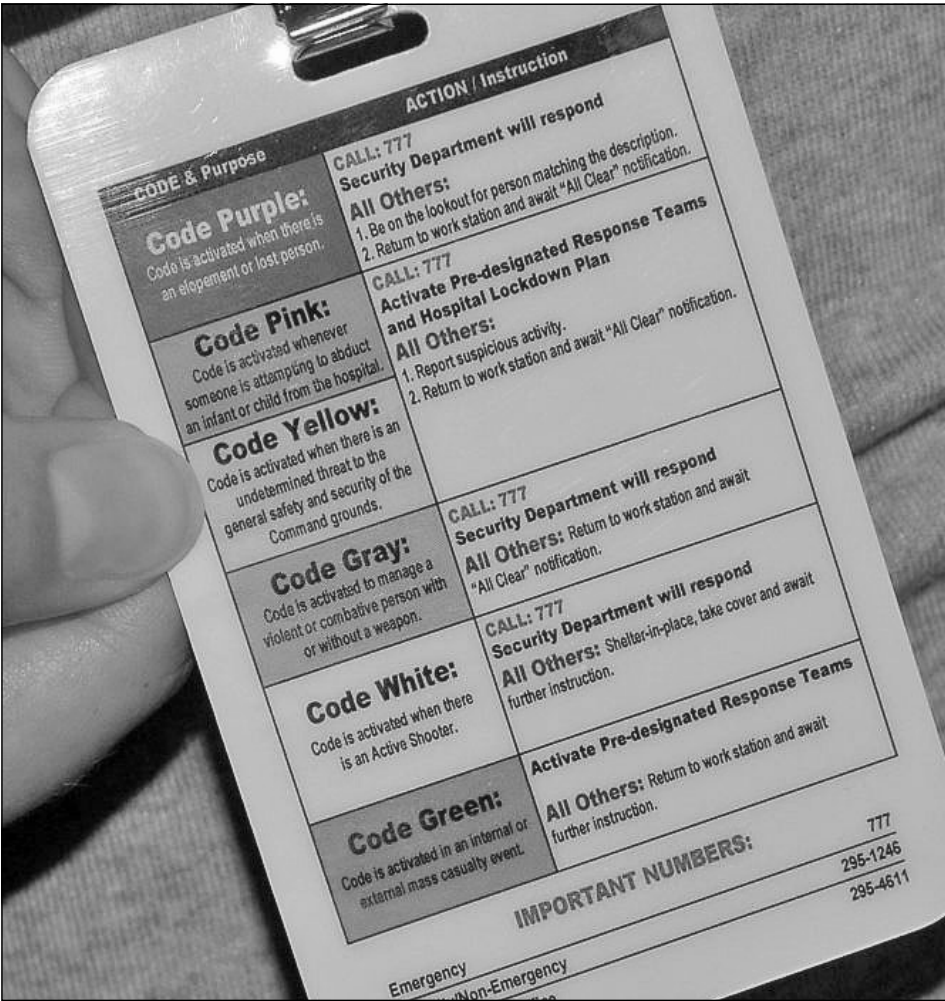 CODE & Purpose
ACTION / Instruction
Code Purple:
Code is activated when there is
an elopement or lost person.
CALL: 777
Security Department will respond
All Others:
1. Be on the lookout for person matching the description.
2. Return to work station and await “All Clear” notification.
Code Pink:
Code is activated whenever
someone is attempting to abduct
an infant or child from the hospital.
CALL: 777
Activate Pre-designated Response Teams
and Hospital Lockdown Plan
All Others:
1. Report suspicious activity.
2. Return to work station and await “All Clear” notification.
Code Yellow:
Code is activated when there is an
undetermined threat to the
general safety and security of the
Command grounds.
Code Gray:
Code is activated to manage a
violent or combative person with
or without a weapon.
CALL: 777
Security Department will respond
All Others: Return to work station and await
“All Clear” notification.
Code White:
Code is activated when there
is an Active Shooter.
CALL: 777
Security Department will respond
All Others: Shelter-in-place, take cover and await
further instruction.
Code Green:
Code is activated in an internal or
external mass casualty event.
Activate Pre-designated Response Teams
All Others: Return to work station and await
further instruction.
IMPORTANT NUMBERS:
Emergency 777
/Non-Emergency 295-1246
295-4611